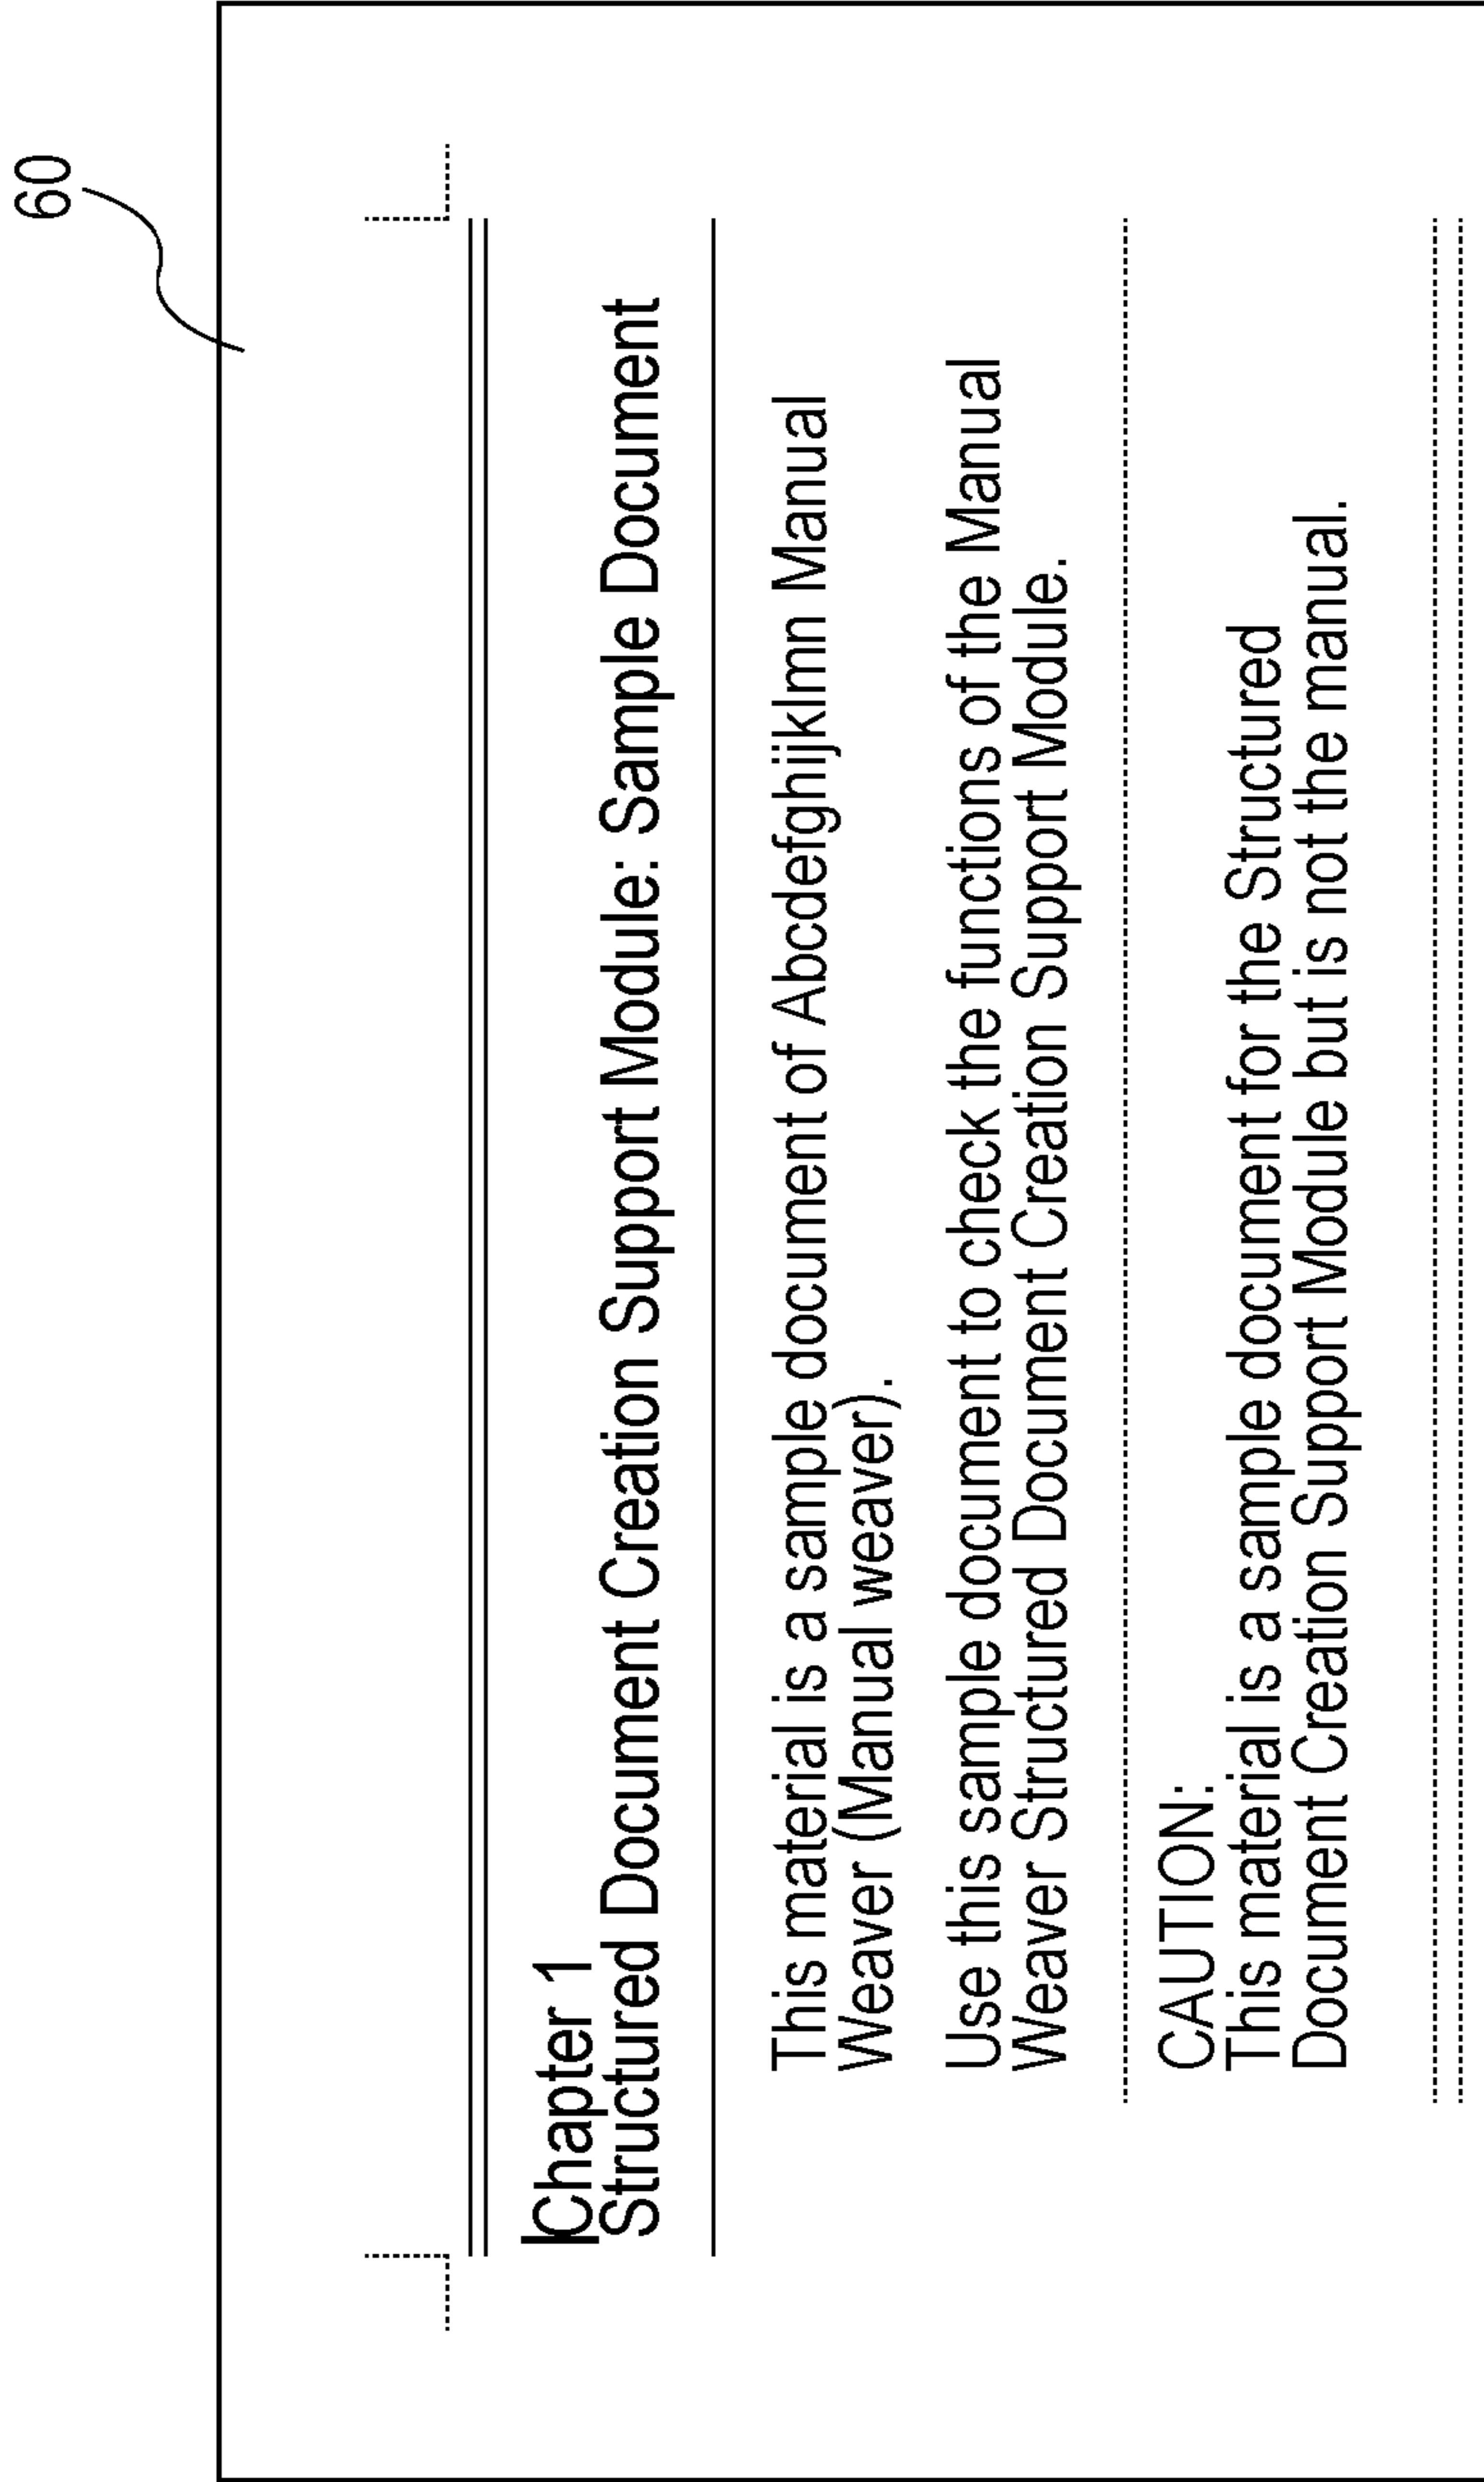 60
Chapter 1
Structured Document Creation Support Module: Sample Document
This material is a sample document of Abcdefghijklmn Manual
Weaver (Manual weaver).
Use this sample document to check the functions of the Manual
Weaver Structured Document Creation Support Module.
CAUTION:
This material is a sample document for the Structured
Document Creation Support Module but is not the manual.